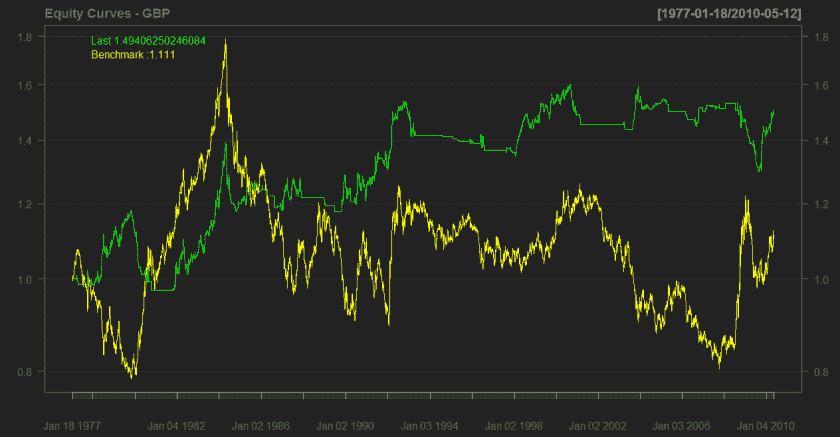 Equity Curves - GBP [1977-01-18/2010-05-12]
Last 1.49406250246084
Benchmark :1.111
1.8 1.8
1.6 1.6
1.4 1.4
1.2 1.2
1.0 1.0
0.8 0.8
Jan 18 1977 Jan 04 1982 Jan 02 1986 Jan 02 1990 Jan 03 1994 Jan 02 1998 Jan 02 2002 Jan 03 2006 Jan 04 2010